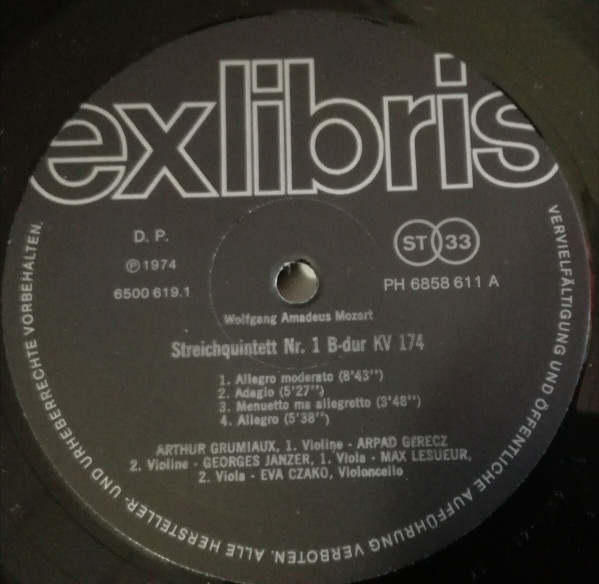 exlibris
D. P.
Ⓟ 1974
6500 619.1
ST 33
PH 6858 611 A
Wolfgang Amadeus Mozart
Streichquintett Nr. 1 B-dur KV 174
1. Allegro moderato (8'43'')
2. Adagio (5'27'')
3. Menuetto ma allegretto (3'48'')
4. Allegro (5'38'')
ARTHUR GRUMIAUX, 1. Violine - ARPAD GERECZ
2. Violine - GEORGES JANZER, 1. Viola - MAX LESUEUR,
2. Viola - EVA CZAKO, Violoncello
VERVIELFÄLTIGUNG UND ÖFFENTLICHE AUFFÜHRUNG VERBOTEN. ALLE HERSTELLER- UND URHEBERRECHTE VORBEHALTEN.